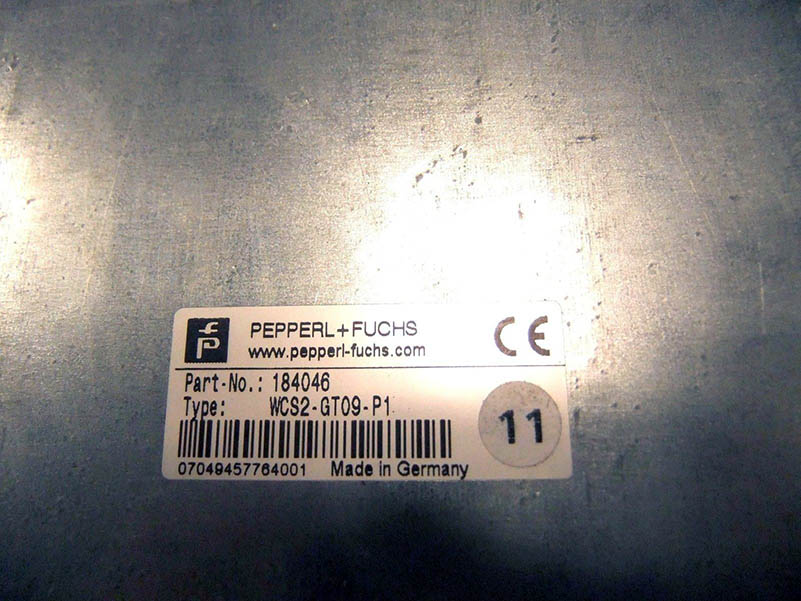 PEPPERL+FUCHS
www.pepperl-fuchs.com
CE
Part-No.: 184046
Type: WCS2-GT09-P1
11
07049457764001 Made in Germany